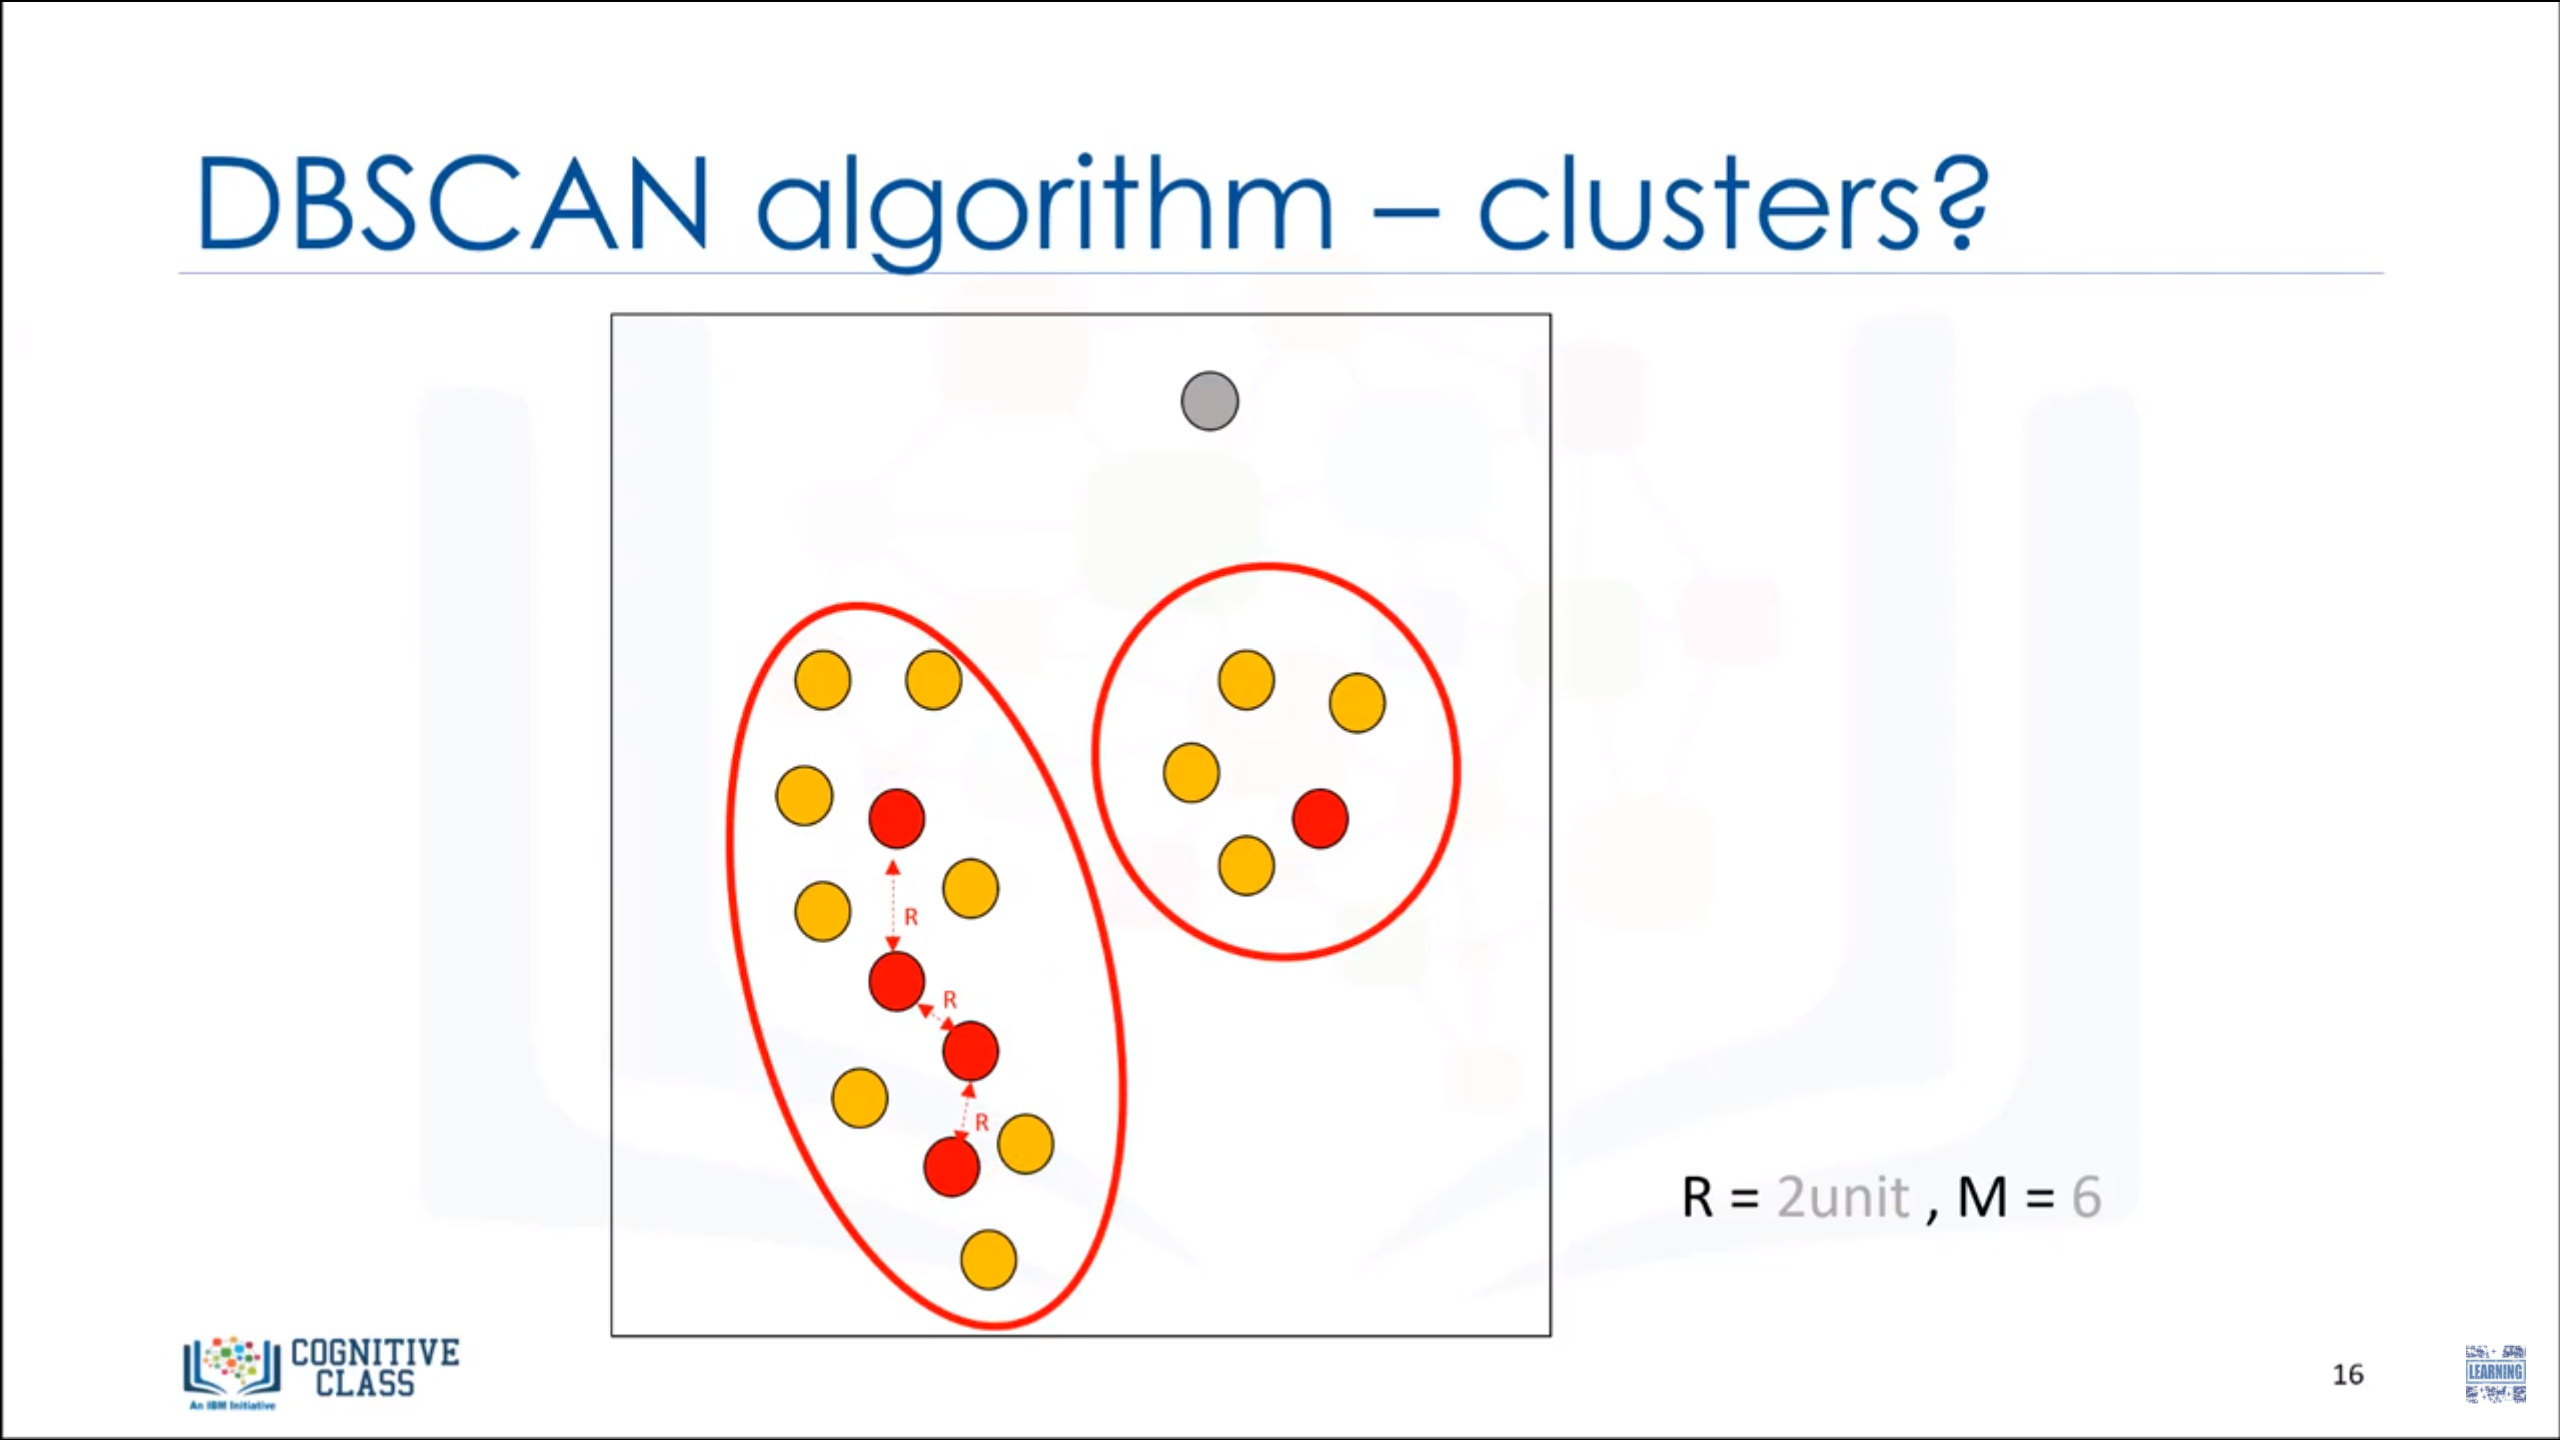 DBSCAN algorithm – clusters?
R
R
R
R = 2unit , M = 6
COGNITIVE
CLASS
An IBM Initiative
16
LEARNING